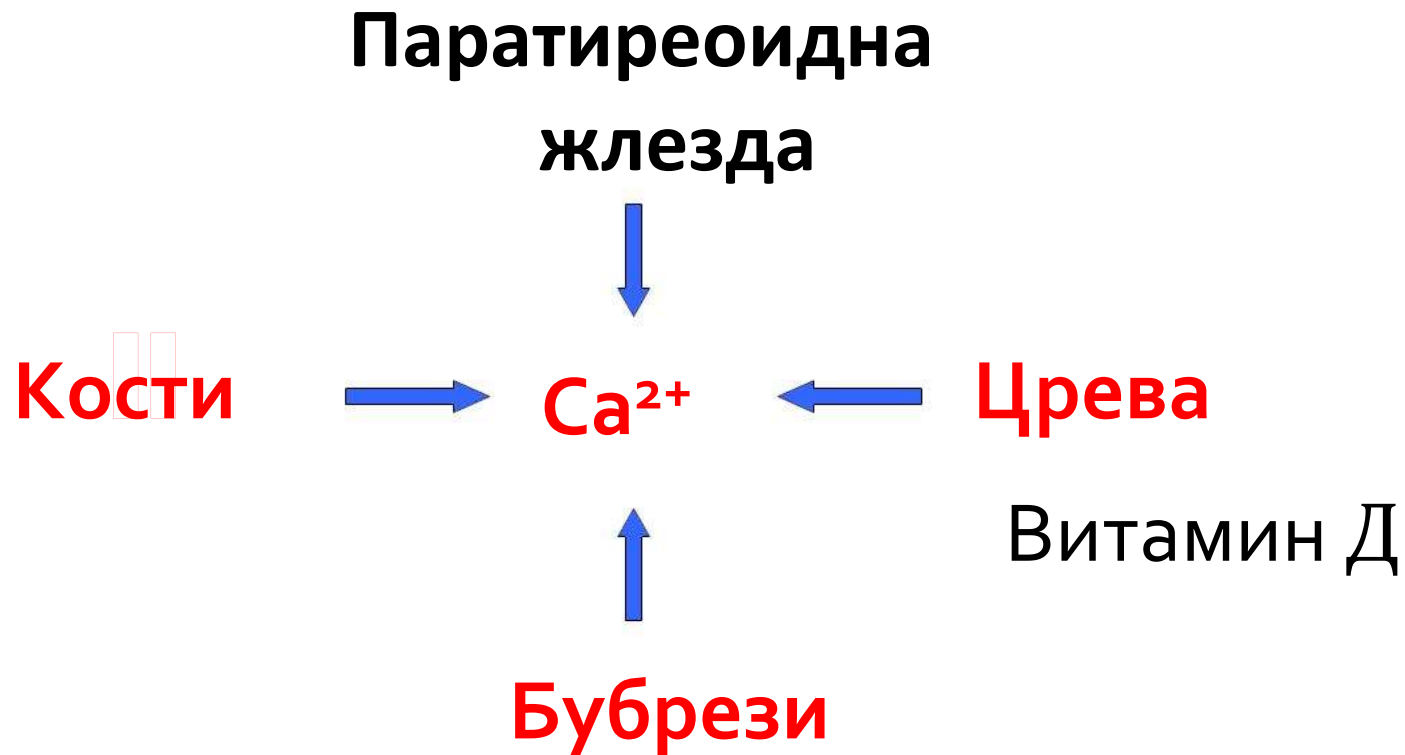 Паратиреоидна
жлезда
Кости
Ca²⁺
Црева
Витамин Д
Бубрези